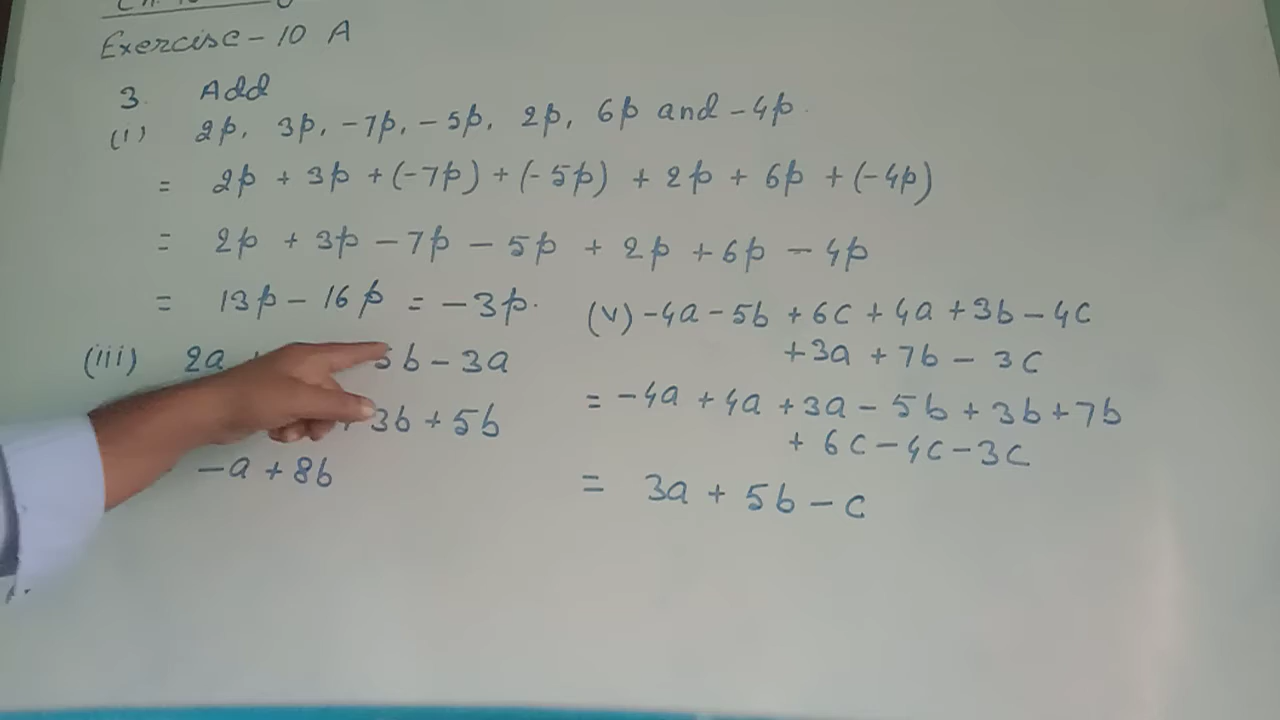 Exercise - 10 A
3. Add
(i) 2p, 3p, -7p, -5p, 2p, 6p and -4p.
= 2p + 3p + (-7p) + (-5p) + 2p + 6p + (-4p)
= 2p + 3p - 7p - 5p + 2p + 6p - 4p
= 13p - 16p = -3p.
(iii) 2a 5b - 3a
3b + 5b
-a + 8b
(v) -4a - 5b + 6c + 4a + 3b - 4c
+ 3a + 7b - 3c
= -4a + 4a + 3a - 5b + 3b + 7b
+ 6c - 4c - 3c
= 3a + 5b - c